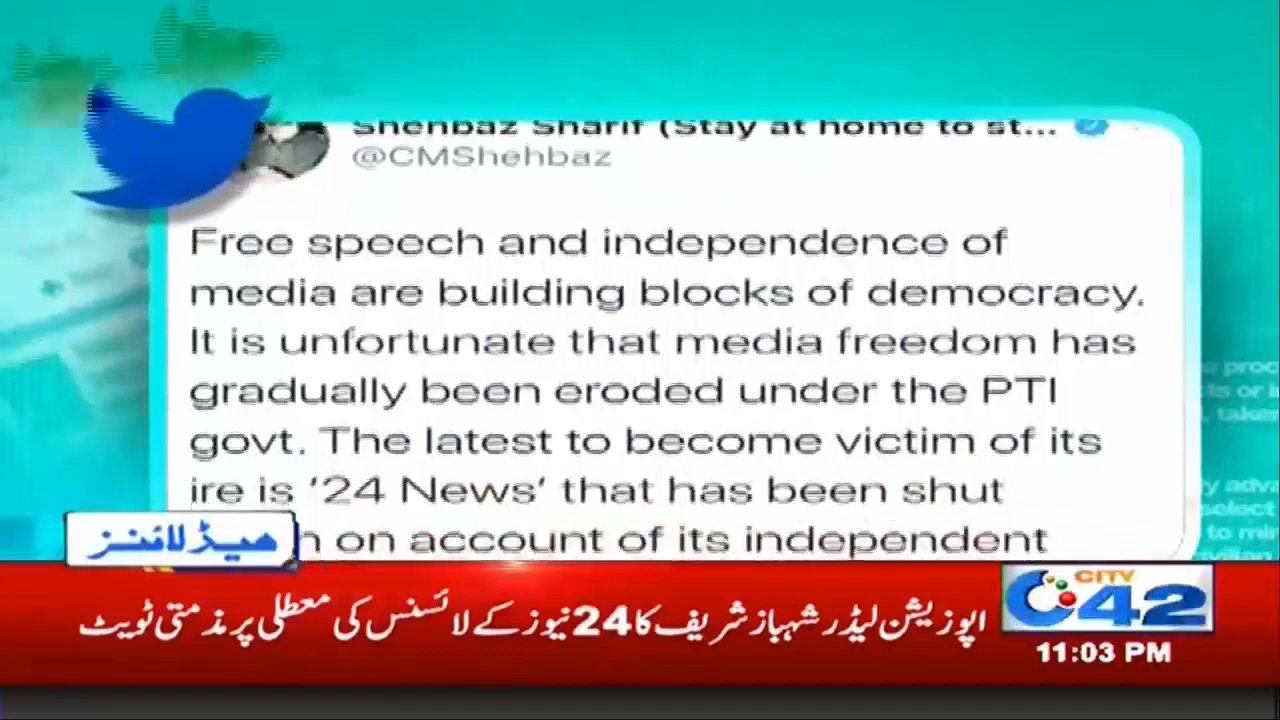 Shehbaz Sharif (Stay at home to st...
@CMShehbaz
Free speech and independence of
media are building blocks of democracy.
It is unfortunate that media freedom has
gradually been eroded under the PTI
govt. The latest to become victim of its
ire is '24 News' that has been shut
on account of its independent
ہیڈلائنز
اپوزیشن لیڈر شہباز شریف کا 24 نیوز کے لائسنس کی معطلی پر مذمتی ٹویٹ
CITY
42
11:03 PM